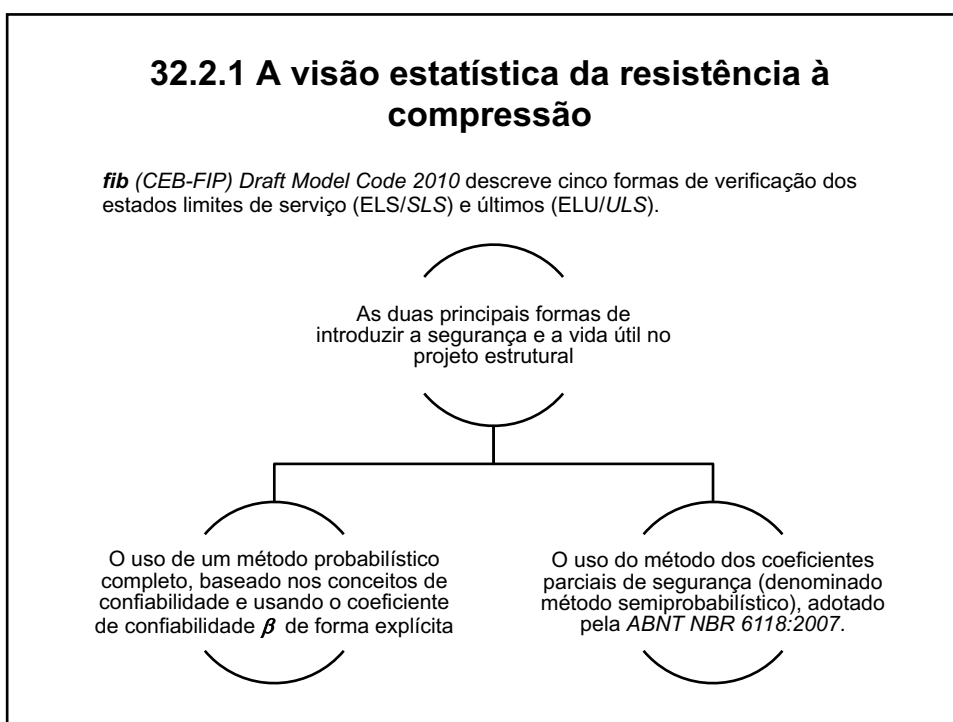 32.2.1 A visão estatística da resistência à
compressão
fib (CEB-FIP) Draft Model Code 2010 descreve cinco formas de verificação dos
estados limites de serviço (ELS/SLS) e últimos (ELU/ULS).
As duas principais formas de
introduzir a segurança e a vida útil no
projeto estrutural
O uso de um método probabilístico
completo, baseado nos conceitos de
confiabilidade e usando o coeficiente
de confiabilidade β de forma explícita
O uso do método dos coeficientes
parciais de segurança (denominado
método semiprobabilístico), adotado
pela ABNT NBR 6118:2007.